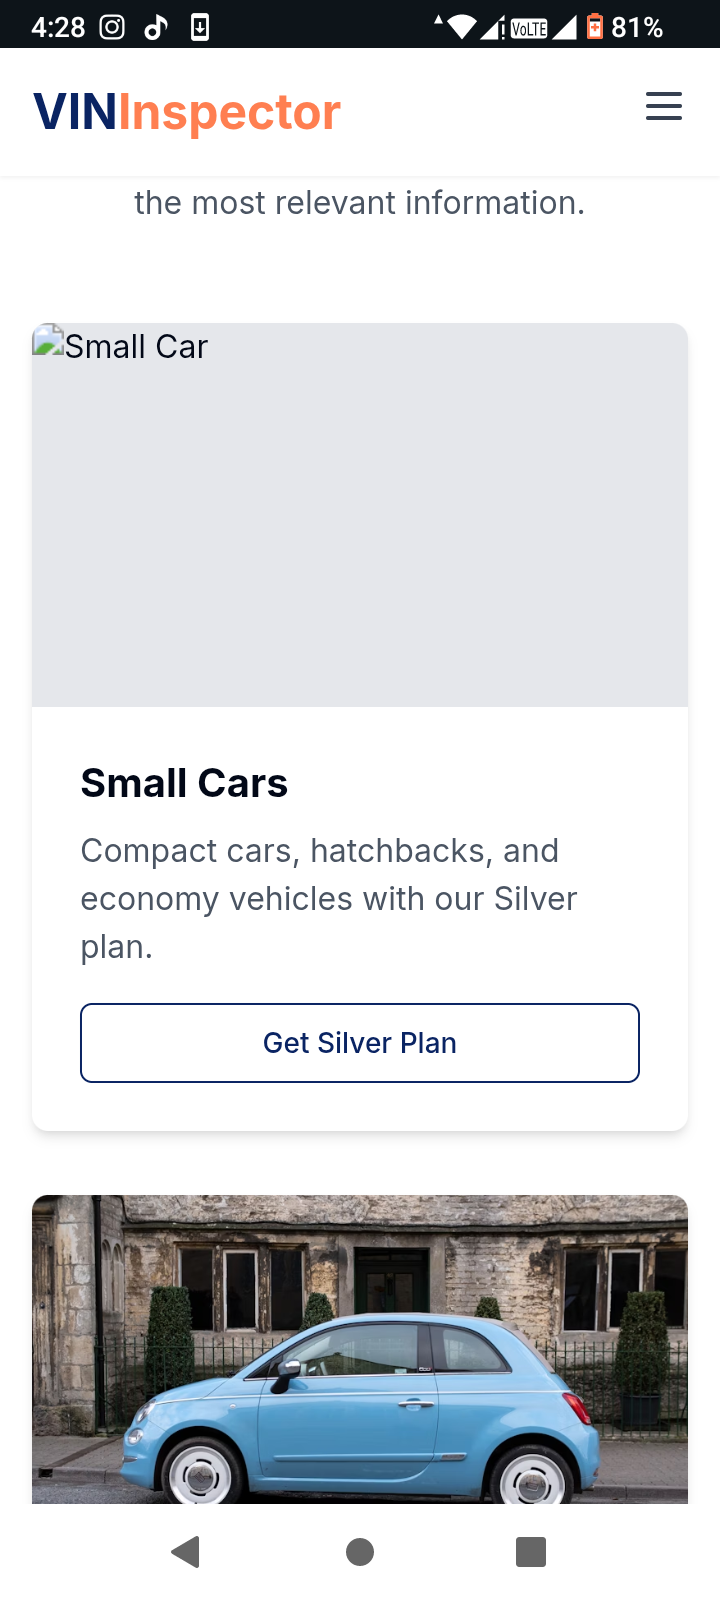 4:28
VoLTE
81%
VINInspector
the most relevant information.
Small Car
Small Cars
Compact cars, hatchbacks, and
economy vehicles with our Silver
plan.
Get Silver Plan